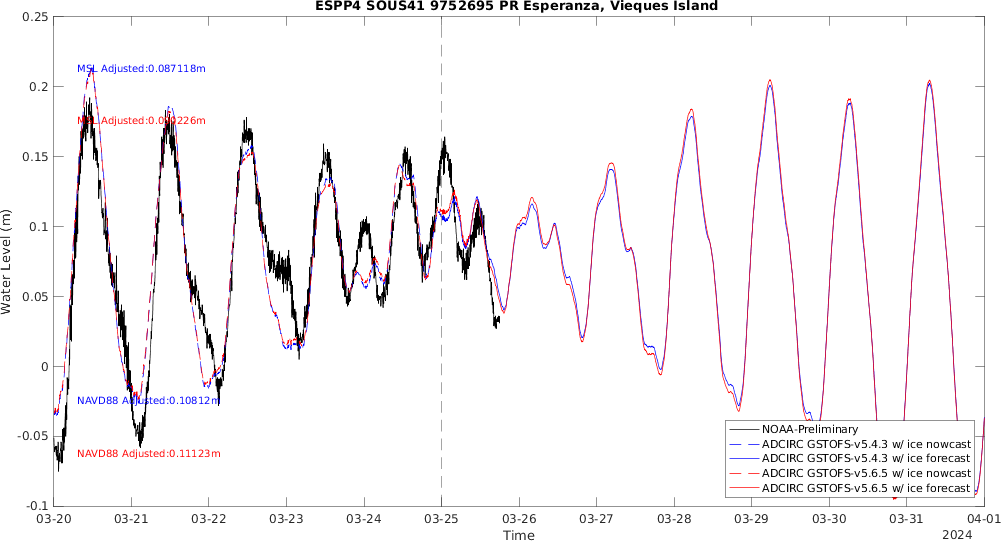 ESPP4 SOUS41 9752695 PR Esperanza, Vieques Island
0.25
0.2
0.15
0.1
0.05
0
-0.05
-0.1
Water Level (m)
MSL Adjusted:0.087118m
Adjusted:
NAVD88 Adjusted:0.10812m
NAVD88 Adjusted:0.11123m
NOAA-Preliminary
ADCIRC GSTOFS-v5.4.3 w/ ice nowcast
ADCIRC GSTOFS-v5.4.3 w/ ice forecast
ADCIRC GSTOFS-v5.6.5 w/ ice nowcast
ADCIRC GSTOFS-v5.6.5 w/ ice forecast
03-20 03-21 03-22 03-23 03-24 03-25 03-26 03-27 03-28 03-29 03-30 03-31 04-01
Time
2024